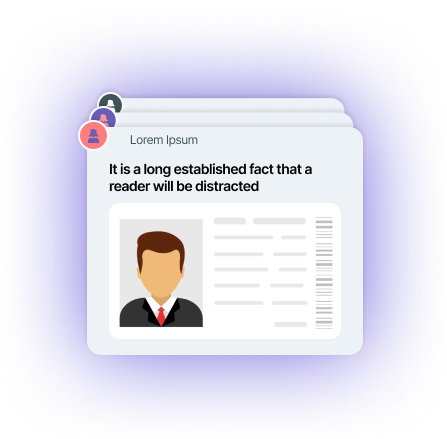 Lorem Ipsum
It is a long established fact that a
reader will be distracted